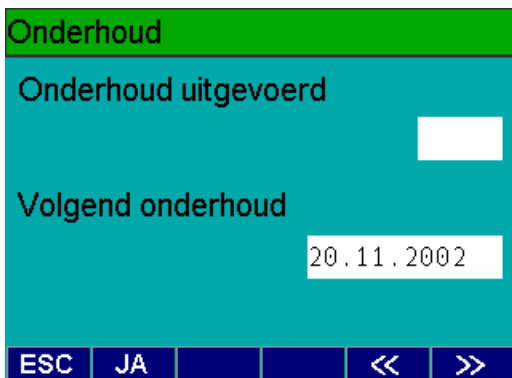 Onderhoud
Onderhoud uitgevoerd
Volgend onderhoud
20.11.2002
ESC JA << >>